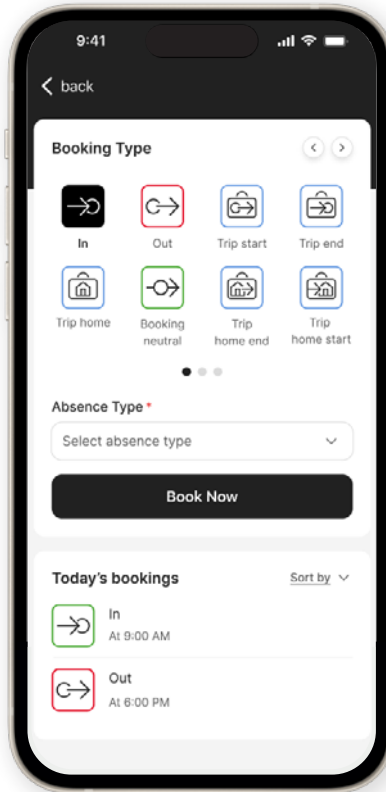 9:41
back
Booking Type
In
Out
Trip start
Trip end
Trip home
Booking
neutral
Trip
home end
Trip
home start
Absence Type *
Select absence type
Book Now
Today's bookings
Sort by
In
At 9:00 AM
Out
At 6:00 PM